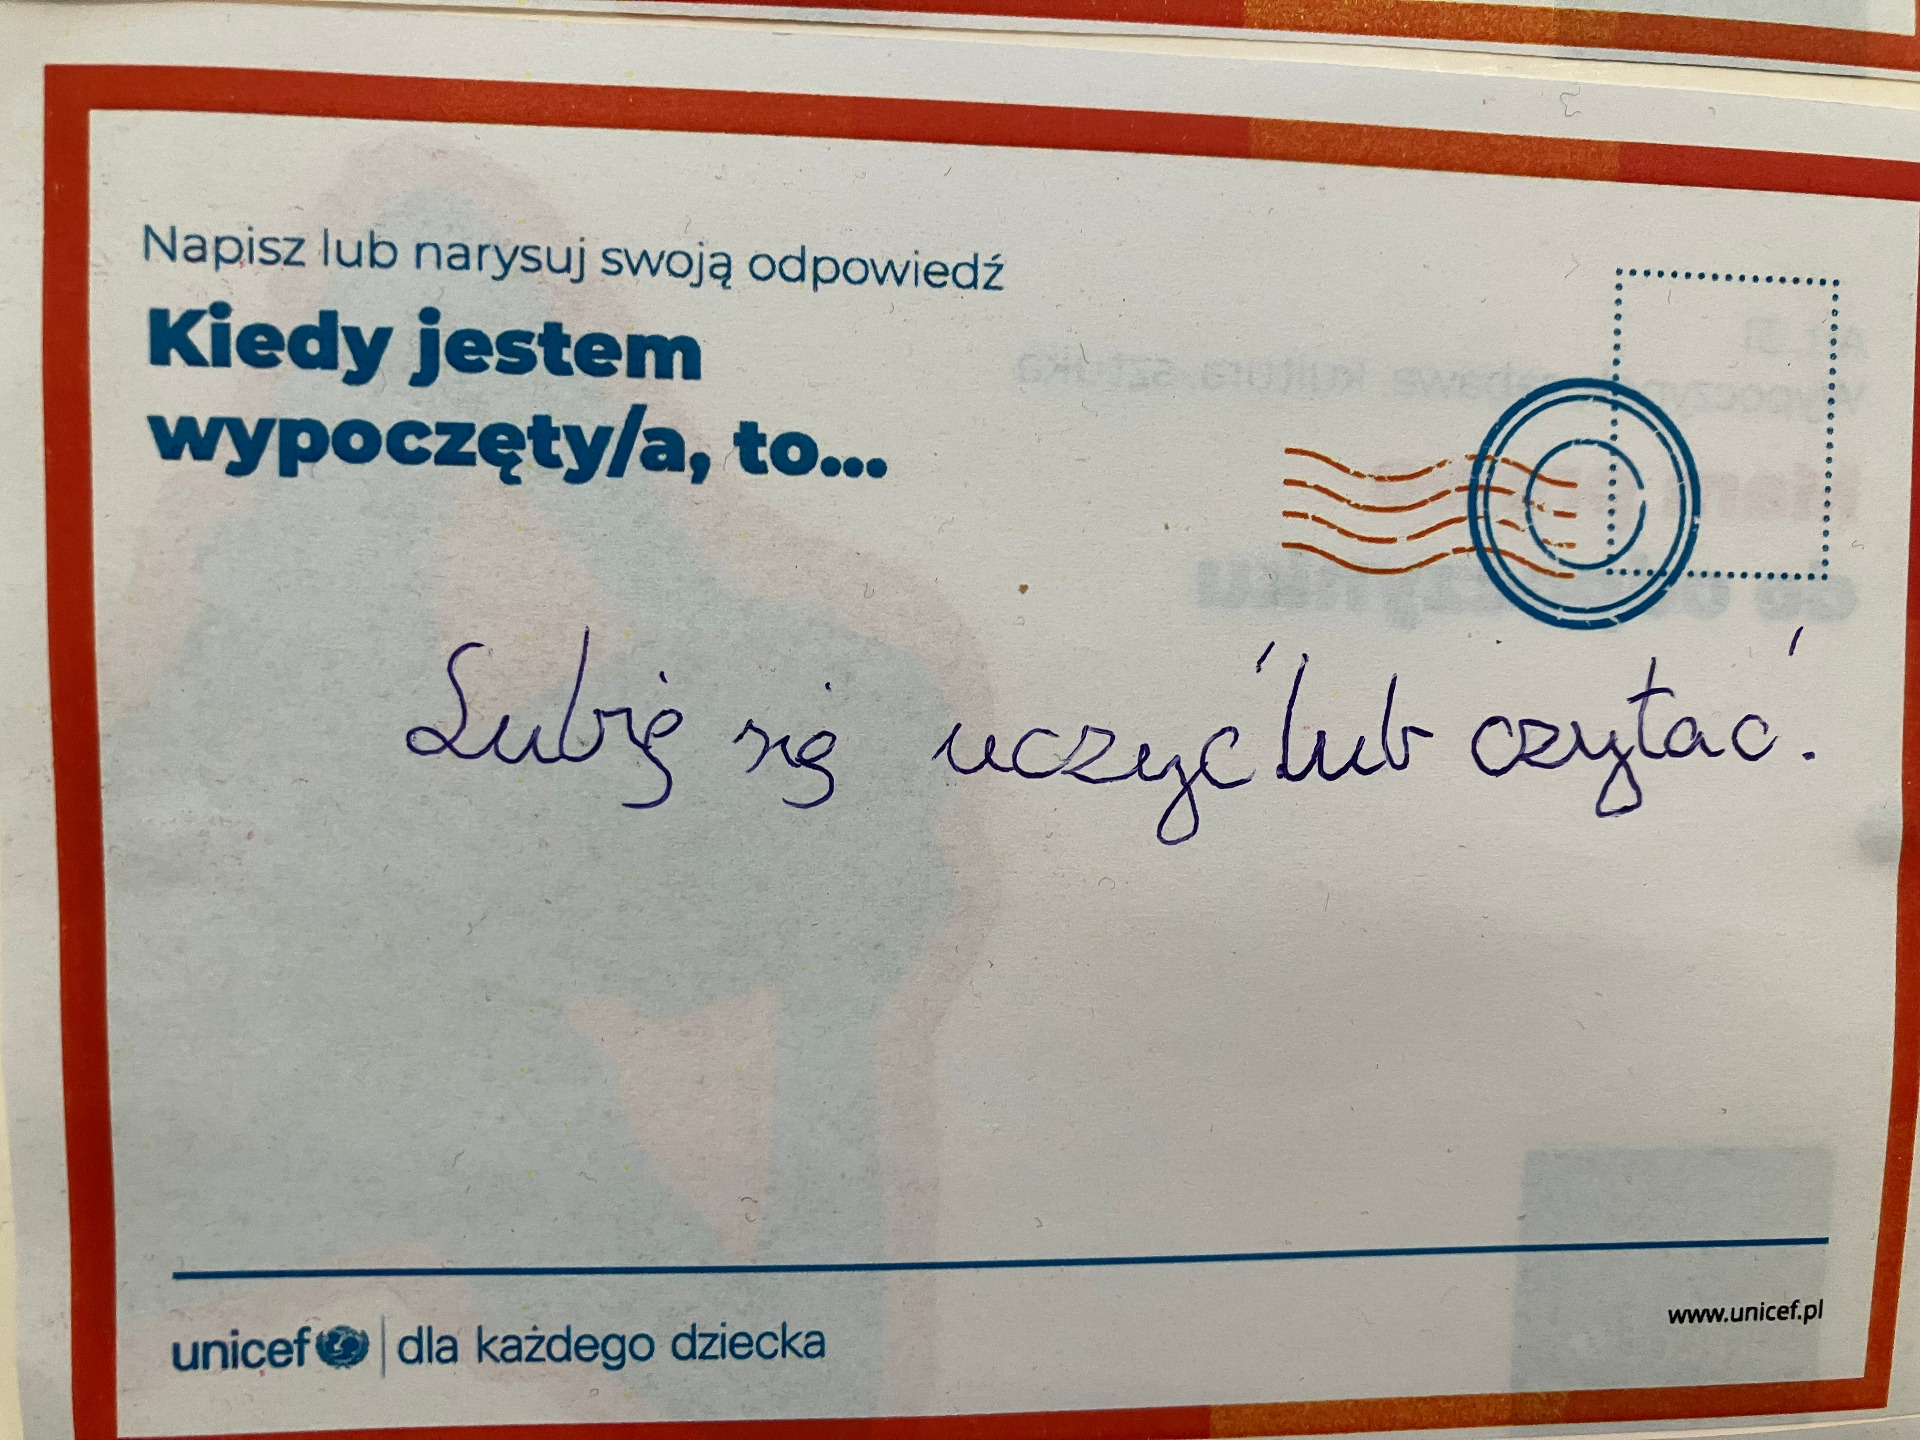 Napisz lub narysuj swoją odpowiedź
Kiedy jestem
wypoczęty/a, to...
Lubię się uczyć lub czytać.
unicef | dla każdego dziecka
www.unicef.pl